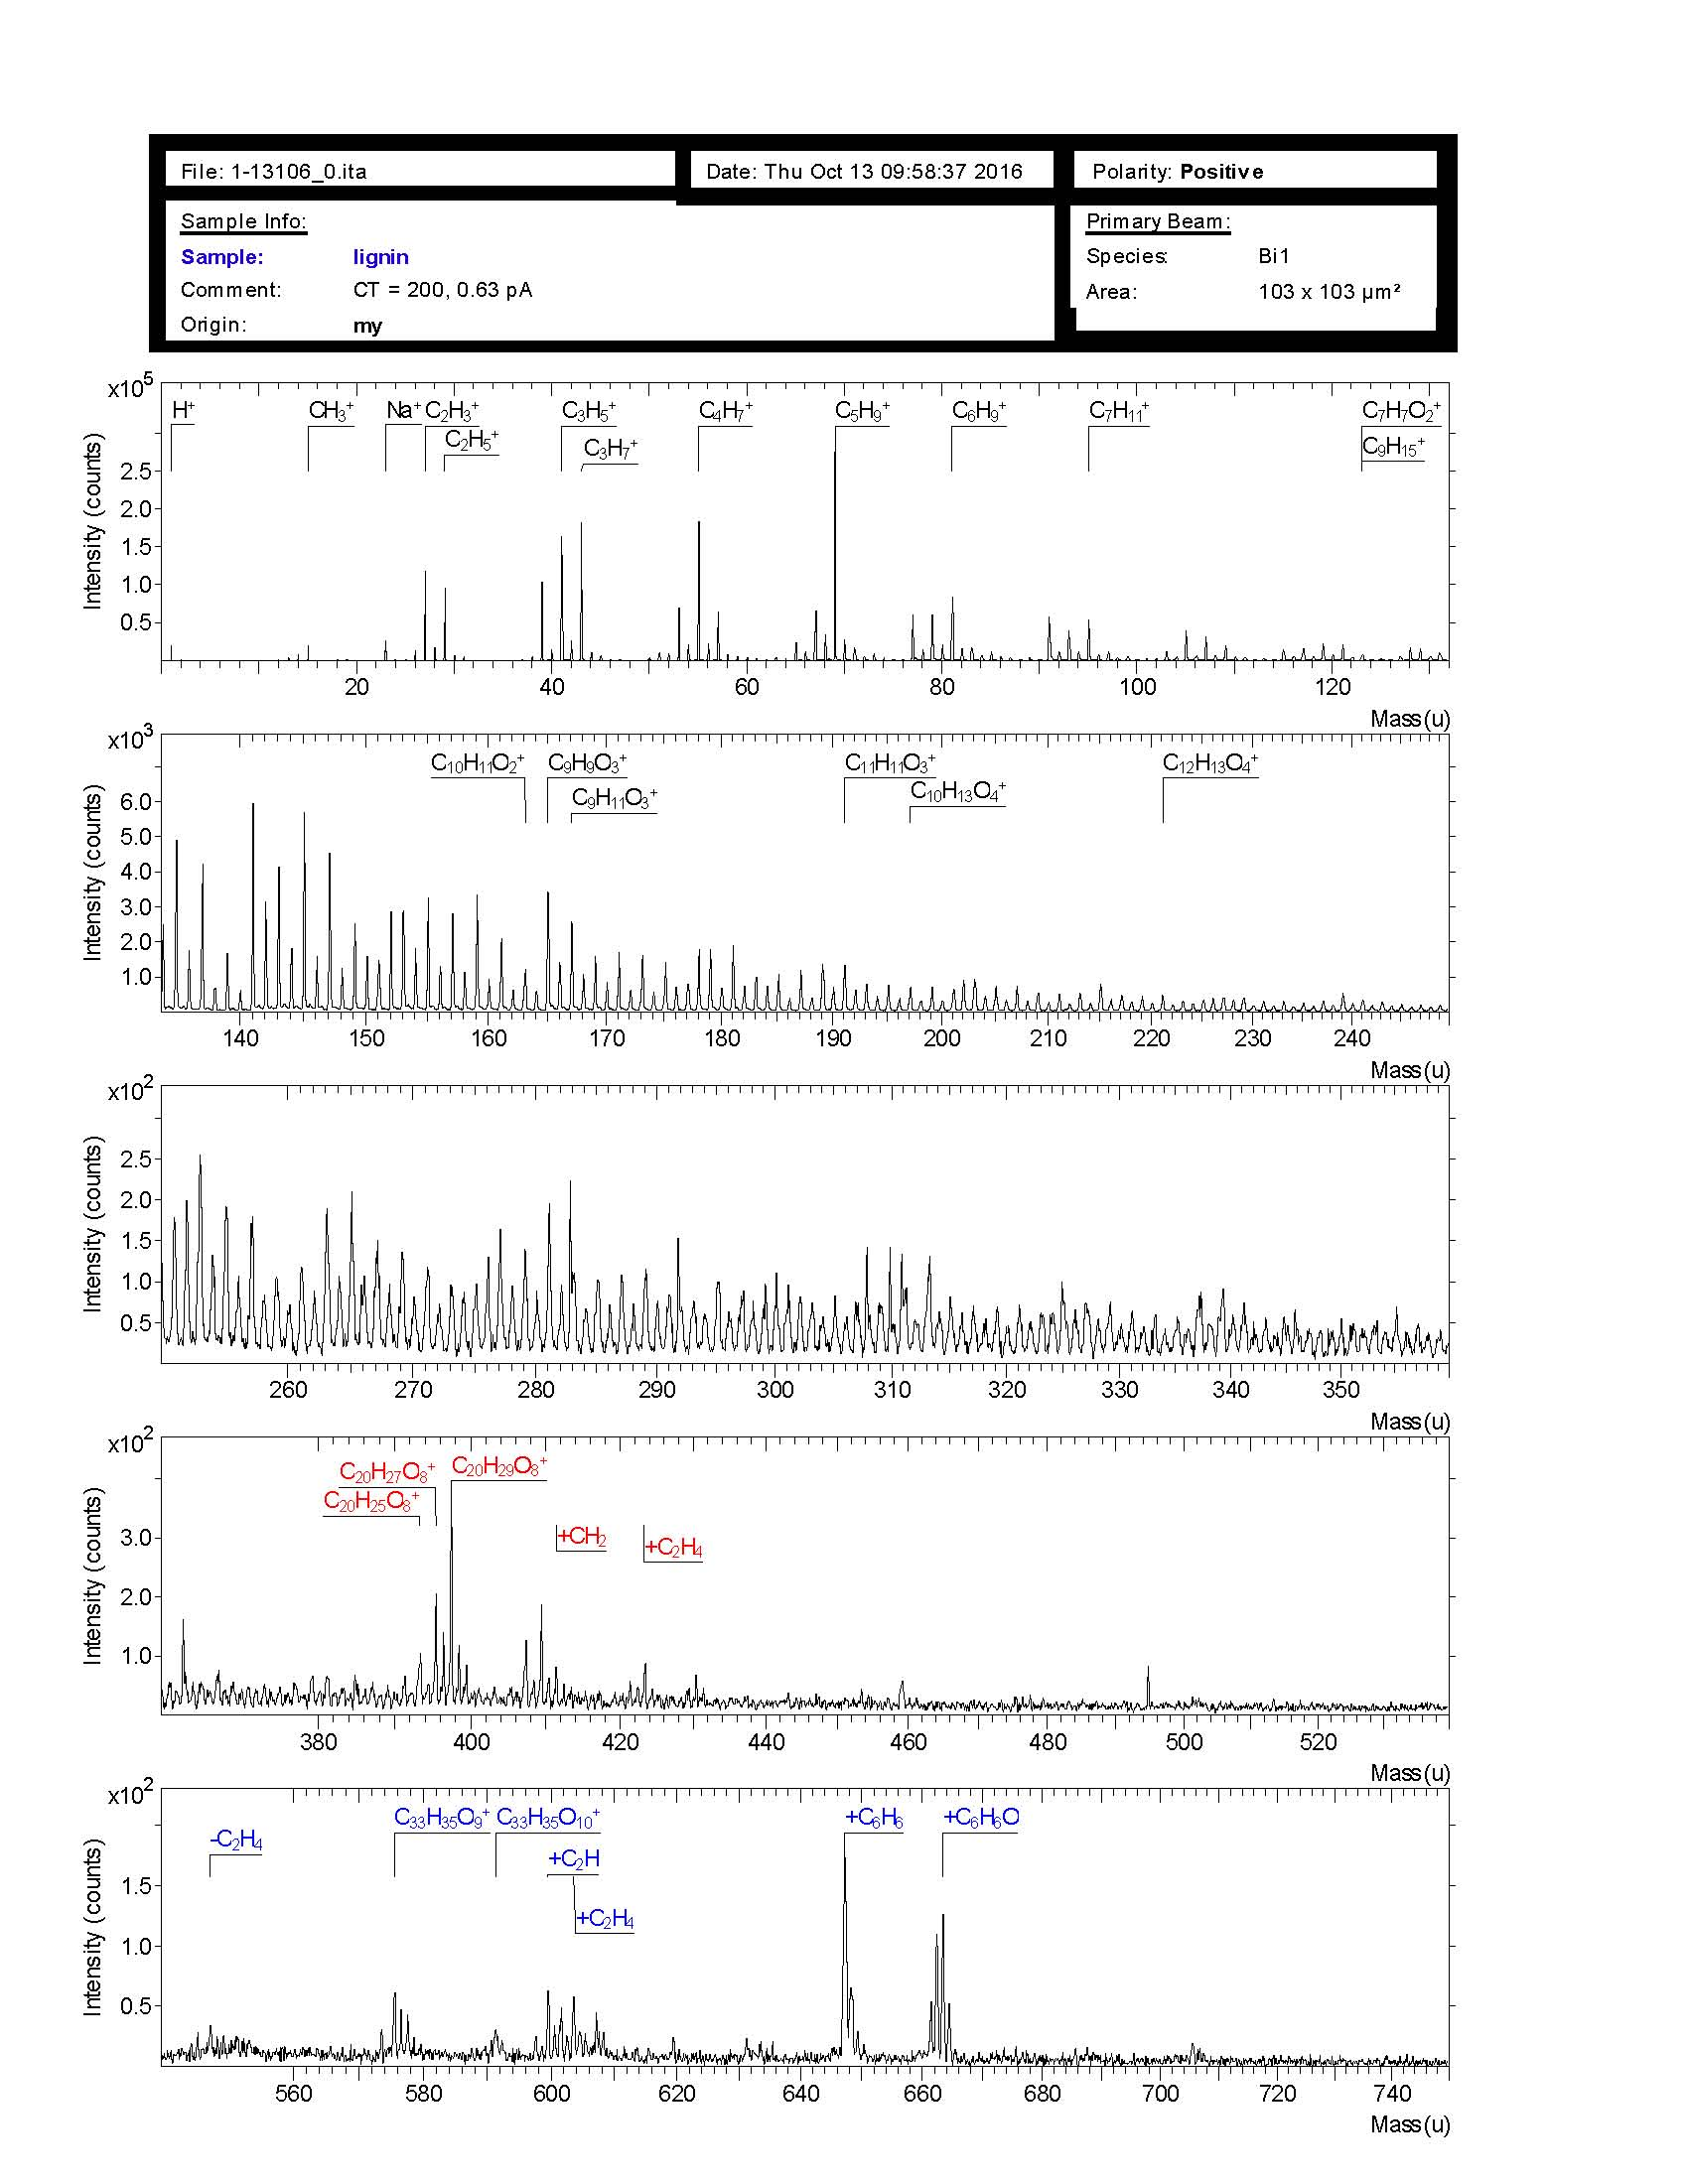 File: 1-13106_0.ita
Date: Thu Oct 13 09:58:37 2016
Polarity: Positive
Sample Info:
Sample: lignin
Comment: CT = 200, 0.63 pA
Origin: my
Primary Beam:
Species: Bi1
Area: 103 x 103 µm²
x10⁵
H⁺ CH₃⁺ Na⁺ C₂H₃⁺ C₃H₅⁺ C₄H₇⁺ C₅H₉⁺ C₆H₉⁺ C₇H₁₁⁺ C₇H₇O₂⁺
C₂H₅⁺ C₃H₇⁺ C₉H₁₅⁺
Intensity (counts)
2.5
2.0
1.5
1.0
0.5
20 40 60 80 100 120
Mass (u)
x10³
C₁₀H₁₁O₂⁺ C₉H₉O₃⁺ C₁₁H₁₁O₃⁺ C₁₂H₁₃O₄⁺
C₉H₁₁O₃⁺ C₁₀H₁₃O₄⁺
Intensity (counts)
6.0
5.0
4.0
3.0
2.0
1.0
140 150 160 170 180 190 200 210 220 230 240
Mass (u)
x10²
Intensity (counts)
2.5
2.0
1.5
1.0
0.5
260 270 280 290 300 310 320 330 340 350
Mass (u)
x10²
C₂₀H₂₇O₈⁺ C₂₀H₂₉O₈⁺
C₂₀H₂₅O₈⁺
+CH₂ +C₂H₄
Intensity (counts)
3.0
2.0
1.0
380 400 420 440 460 480 500 520
Mass (u)
x10²
-C₂H₄ C₃₃H₃₅O₉⁺ C₃₃H₃₅O₁₀⁺ +C₆H₆ +C₆H₆O
+C₂H
+C₂H₄
Intensity (counts)
1.5
1.0
0.5
560 580 600 620 640 660 680 700 720 740
Mass (u)